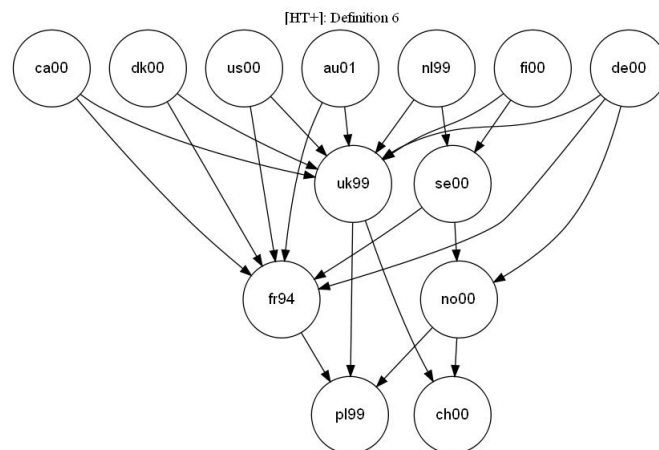 [HT+]: Definition 6
ca00 dk00 us00 au01 nl99 fi00 de00
uk99 se00
fr94 no00
pl99 ch00